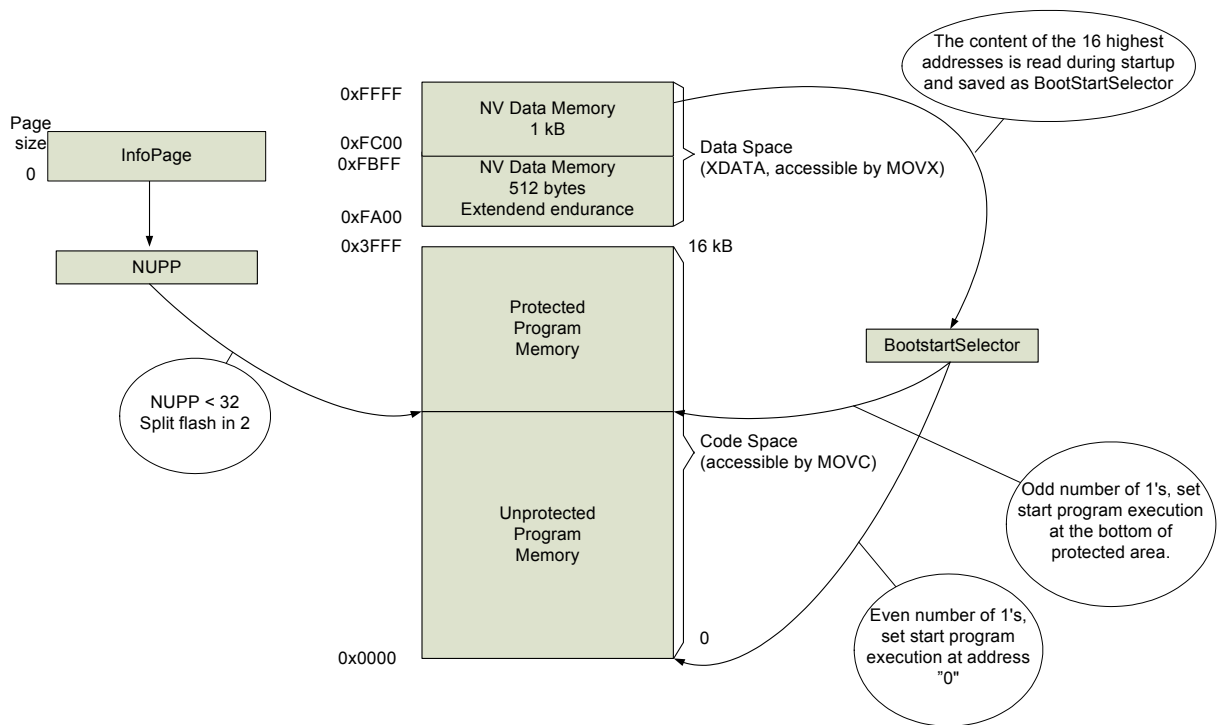 The content of the 16 highest
addresses is read during startup
and saved as BootStartSelector
0xFFFF
NV Data Memory
1 kB
0xFC00
0xFBFF
NV Data Memory
512 bytes
Extendend endurance
0xFA00
Data Space
(XDATA, accessible by MOVX)
Page
size
0
InfoPage
NUPP
0x3FFF
16 kB
Protected
Program
Memory
BootstartSelector
NUPP < 32
Split flash in 2
Code Space
(accessible by MOVC)
Unprotected
Program
Memory
Odd number of 1's, set
start program execution
at the bottom of
protected area.
Even number of 1's,
set start program
execution at address
”0"
0
0x0000